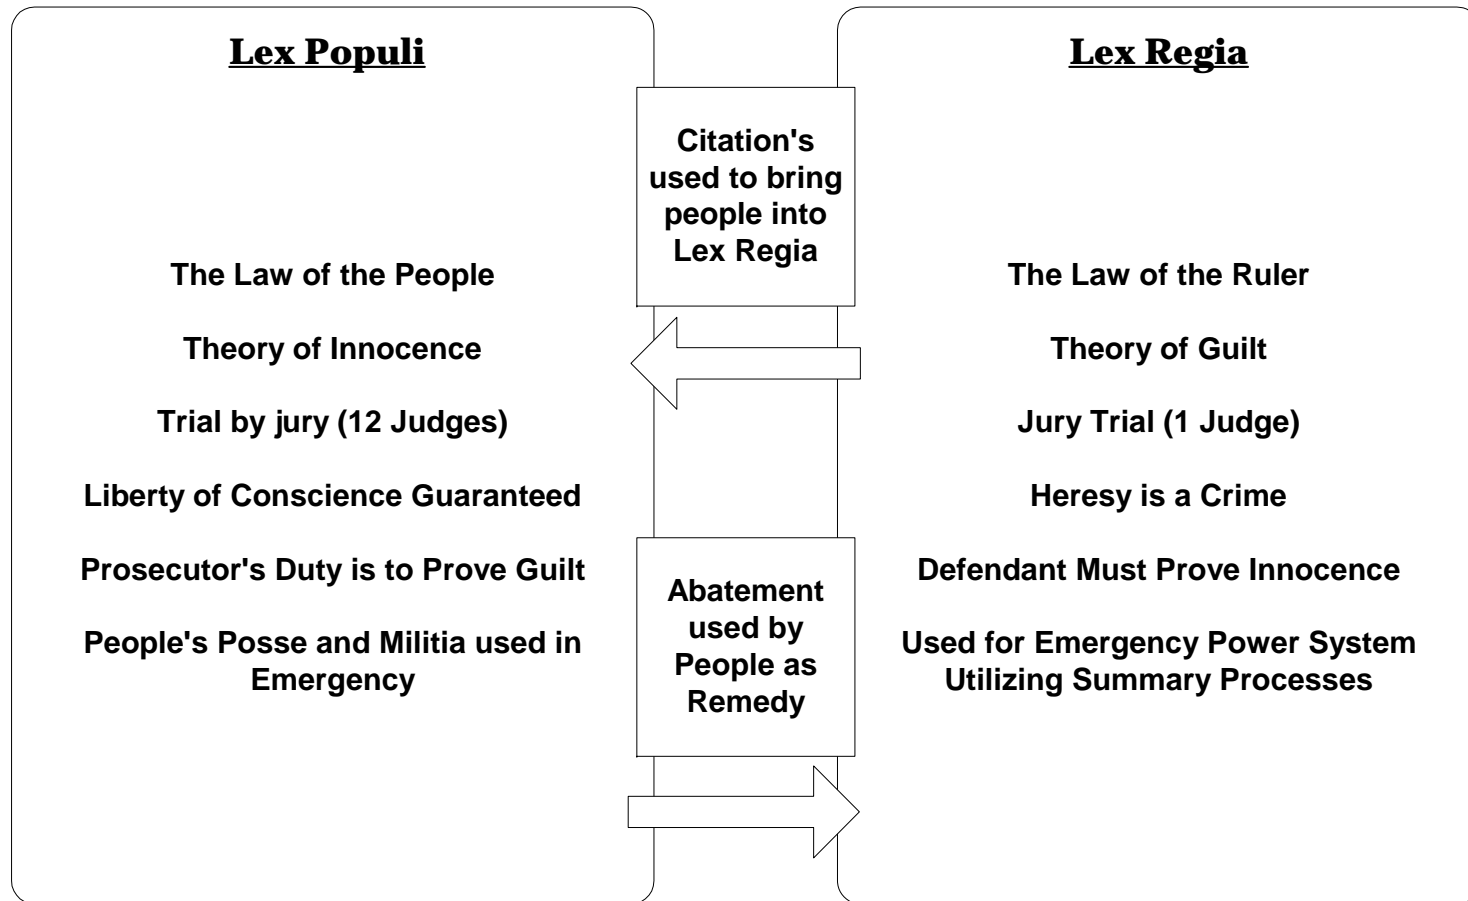 Lex Populi
The Law of the People
Theory of Innocence
Trial by jury (12 Judges)
Liberty of Conscience Guaranteed
Prosecutor's Duty is to Prove Guilt
People's Posse and Militia used in
Emergency
Citation's
used to bring
people into
Lex Regia
Abatement
used by
People as
Remedy
Lex Regia
The Law of the Ruler
Theory of Guilt
Jury Trial (1 Judge)
Heresy is a Crime
Defendant Must Prove Innocence
Used for Emergency Power System
Utilizing Summary Processes